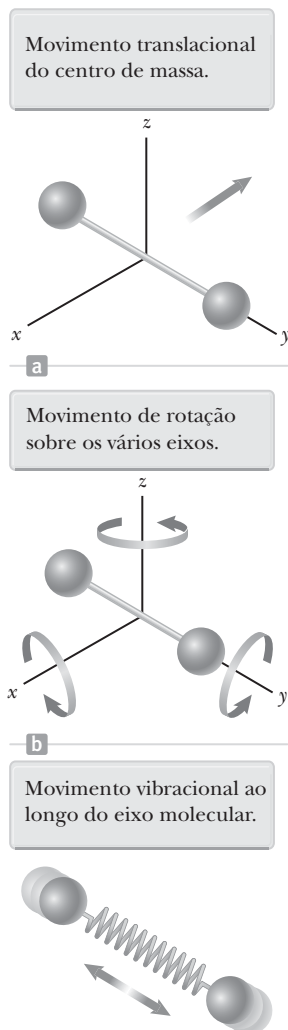 Movimento translacional
do centro de massa.
z
x
y
a
Movimento de rotação
sobre os vários eixos.
z
x
y
b
Movimento vibracional ao
longo do eixo molecular.